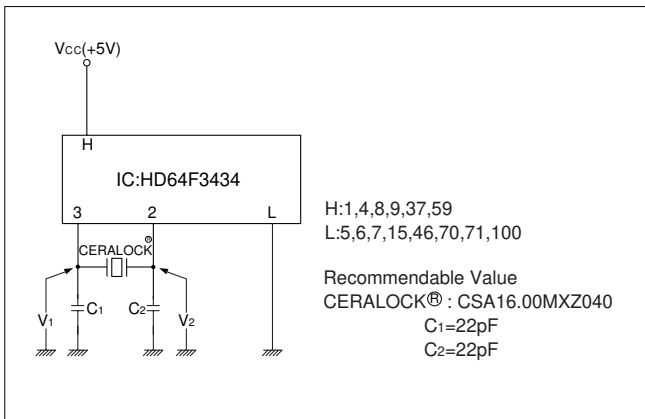 VCC(+5V)
H
IC:HD64F3434
3 2 L
CERALOCK®
V1 C1 C2 V2
H:1,4,8,9,37,59
L:5,6,7,15,46,70,71,100
Recommendable Value
CERALOCK® : CSA16.00MXZ040
C1=22pF
C2=22pF